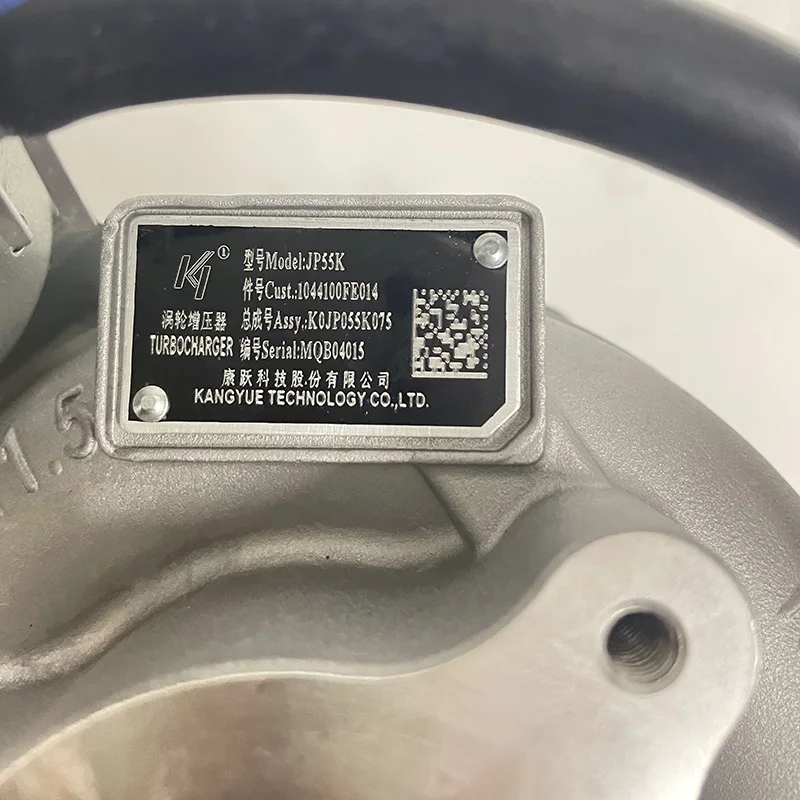 型号Model:JP55K
件号Cust.:1044100FE014
涡轮增压器 总成号Assy.:K0JP055K075
TURBOCHARGER 编号Serial:MQB04015
康跃科技股份有限公司
KANGYUE TECHNOLOGY CO.,LTD.
1.5